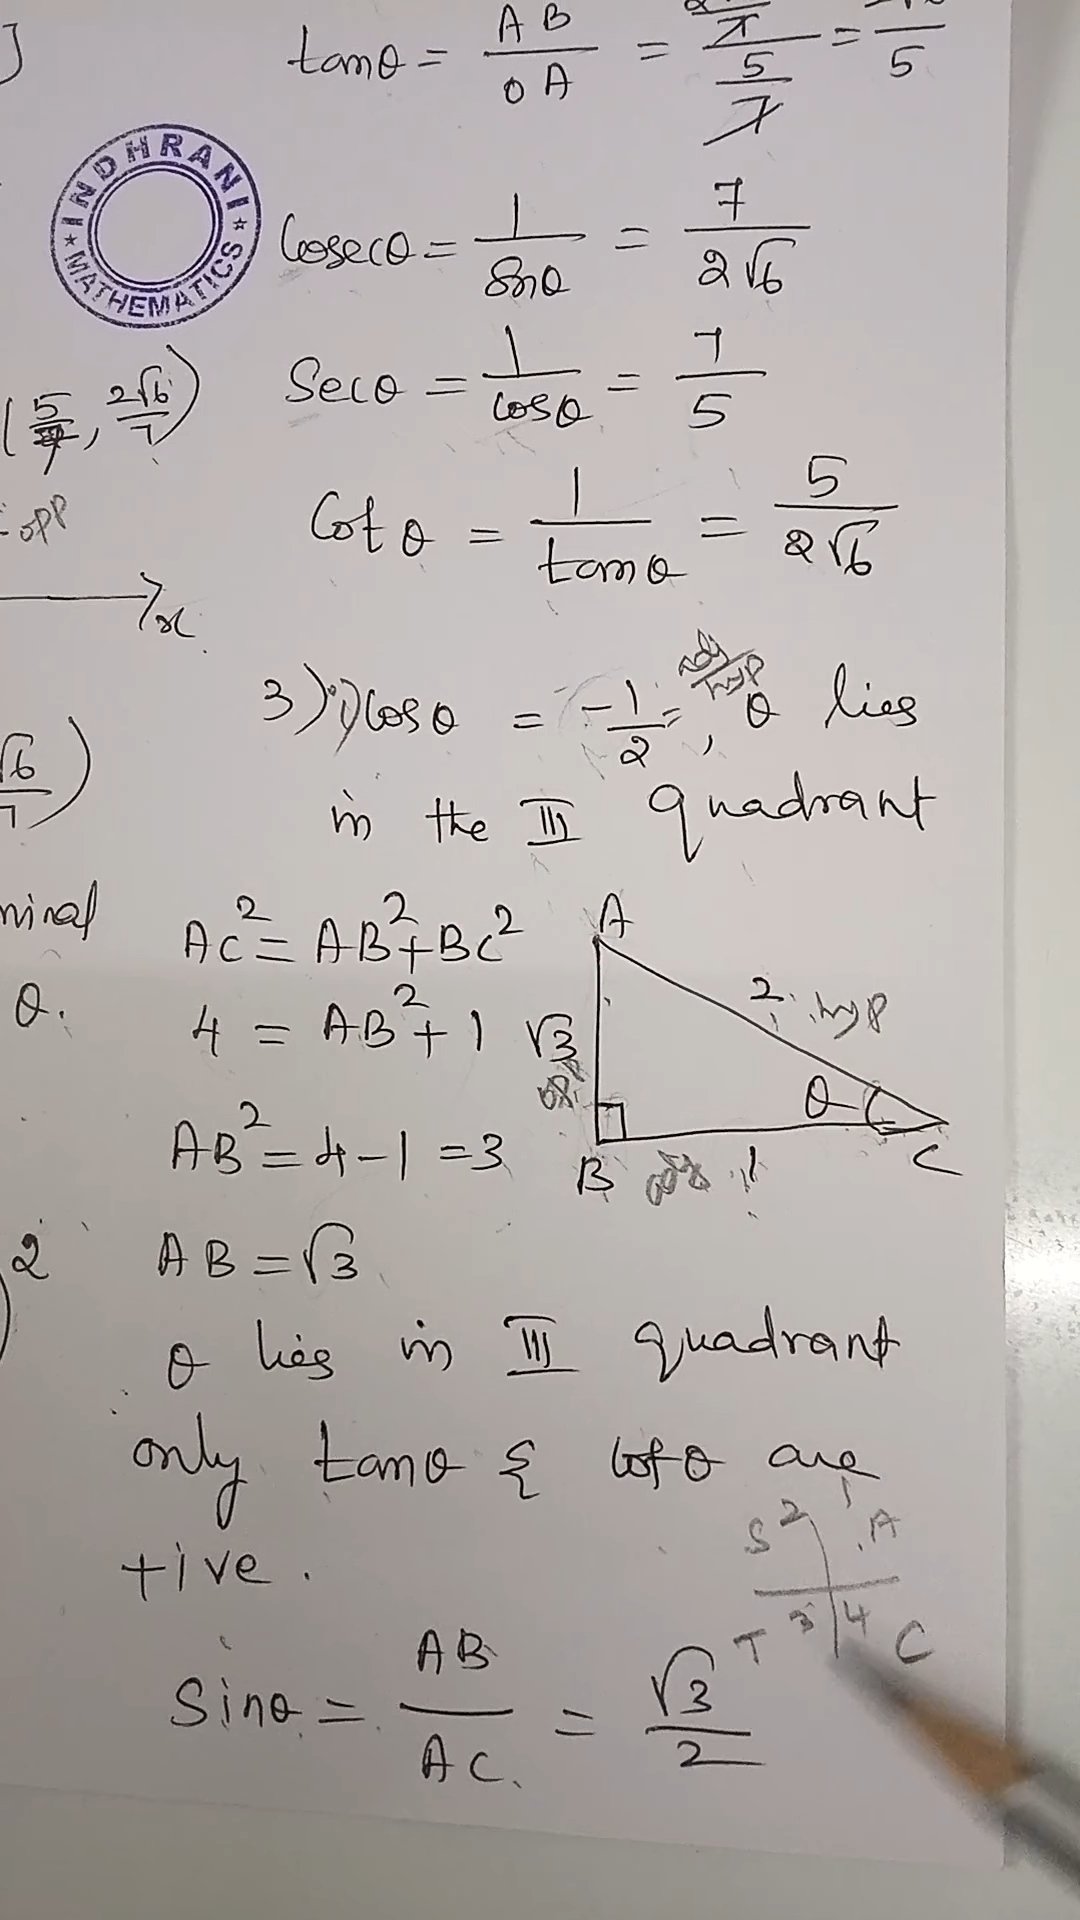 ]
tanθ = AB/OA = = /5
5/7
INDHRANI
★ MATHEMATICS ★
Cosecθ = 1/Sinθ = 7/2√6
Secθ = 1/cosθ = 7/5
(5/7, 2√6/7)
opp
Cotθ = 1/tanθ = 5/2√6
x
3) i) Cosθ = -1/2 = adj/hyp, θ lies
in the III quadrant
√6/7)
minal
θ.
AC² = AB² + BC²
4 = AB² + 1
AB² = 4 - 1 = 3
A
2 hyp
√3
opp
θ
B adj 1 C
2
AB = √3
θ lies in III quadrant
only tanθ & cotθ are
+ive.
S 2 1 A
T 3 4 C
Sinθ = AB/AC = √3/2